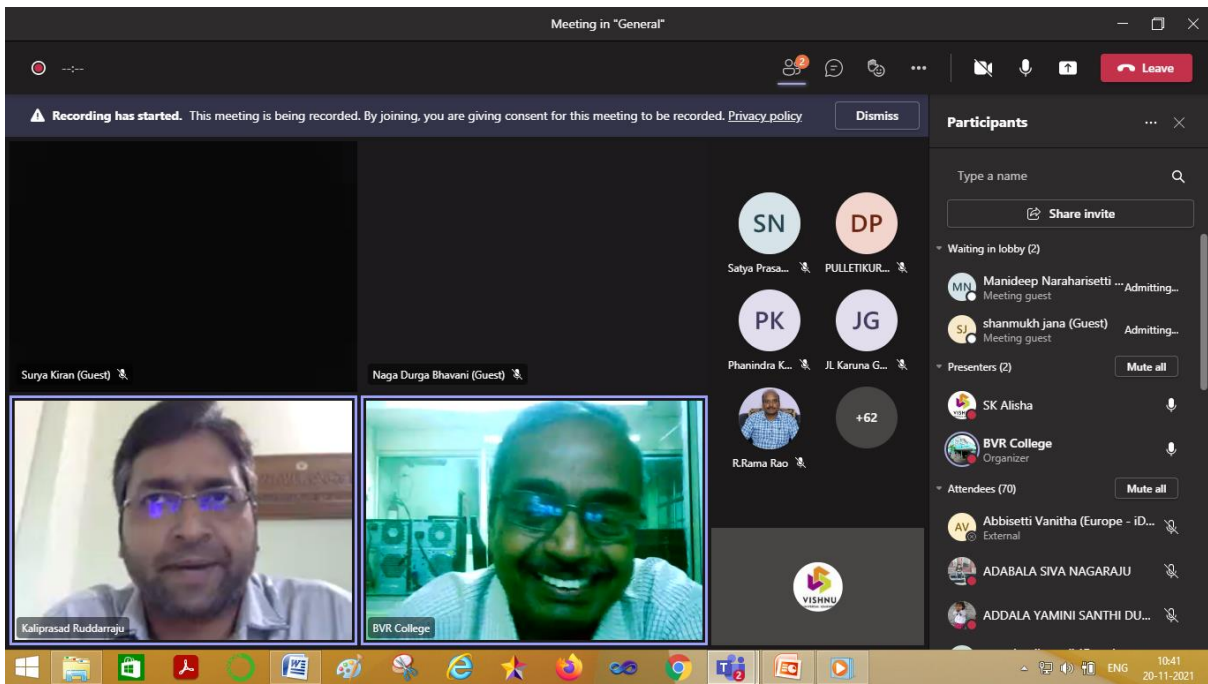 Meeting in "General"
--:--
2
Leave
Recording has started. This meeting is being recorded. By joining, you are giving consent for this meeting to be recorded. Privacy policy
Dismiss
Surya Kiran (Guest)
Naga Durga Bhavani (Guest)
Kaliprasad Ruddarraju
BVR College
SN
Satya Prasa...
DP
PULLETIKUR...
PK
Phanindra K...
JG
JL Karuna G...
R.Rama Rao
+62
VISHNU
Participants
Type a name
Share invite
Waiting in lobby (2)
MN
Manideep Naraharisetti ...
Admitting...
Meeting guest
SJ
shanmukh jana (Guest)
Admitting...
Meeting guest
Presenters (2)
Mute all
SK Alisha
BVR College
Organizer
Attendees (70)
Mute all
AV
Abbisetti Vanitha (Europe - iD...
External
ADABALA SIVA NAGARAJU
ADDALA YAMINI SANTHI DU...
ENG
10:41
20-11-2021